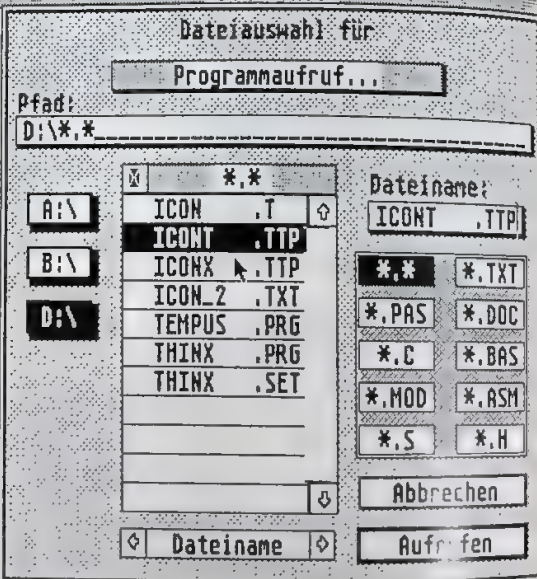 Dateiauswahl für
Programmaufruf...
Pfad:
D:\*.*
*.*
Dateiname:
A:\
B:\
D:\
ICON .T
ICONT .TTP
ICONX .TTP
ICON_2 .TXT
TEMPUS .PRG
THINX .PRG
THINX .SET
ICONT .TTP
*.* *.TXT
*.PAS *.DOC
*.C *.BAS
*.MOD *.ASM
*.S *.H
Abbrechen
Dateiname
Aufrufen